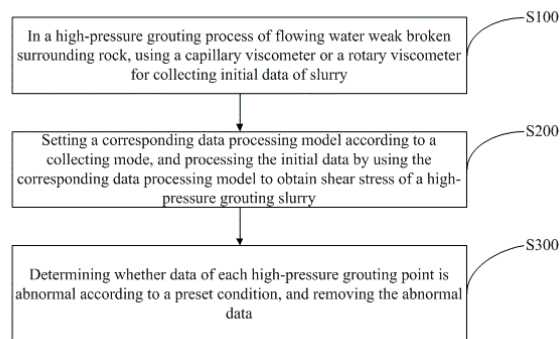 S100
In a high-pressure grouting process of flowing water weak broken
surrounding rock, using a capillary viscometer or a rotary viscometer
for collecting initial data of slurry
S200
Setting a corresponding data processing model according to a
collecting mode, and processing the initial data by using the
corresponding data processing model to obtain shear stress of a high-
pressure grouting slurry
S300
Determining whether data of each high-pressure grouting point is
abnormal according to a preset condition, and removing the abnormal
data